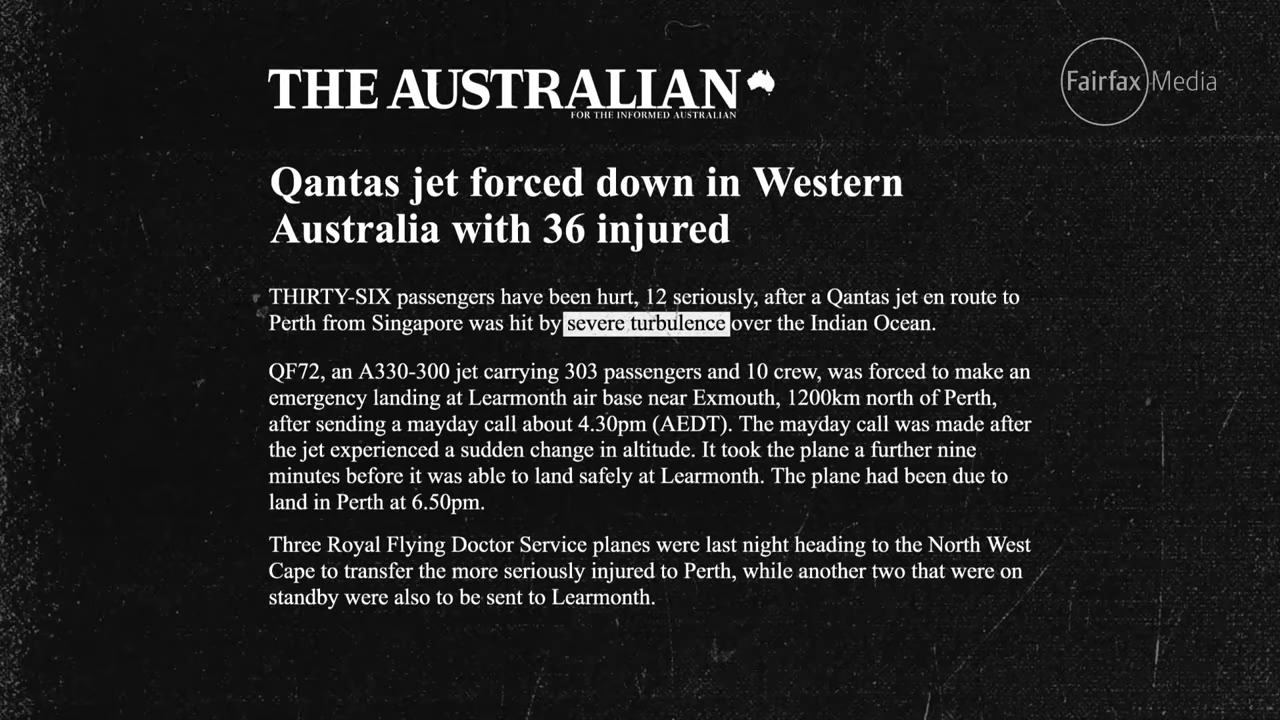 THE AUSTRALIAN
FOR THE INFORMED AUSTRALIAN
Fairfax Media
Qantas jet forced down in Western
Australia with 36 injured
THIRTY-SIX passengers have been hurt, 12 seriously, after a Qantas jet en route to
Perth from Singapore was hit by severe turbulence over the Indian Ocean.
QF72, an A330-300 jet carrying 303 passengers and 10 crew, was forced to make an
emergency landing at Learmonth air base near Exmouth, 1200km north of Perth,
after sending a mayday call about 4.30pm (AEDT). The mayday call was made after
the jet experienced a sudden change in altitude. It took the plane a further nine
minutes before it was able to land safely at Learmonth. The plane had been due to
land in Perth at 6.50pm.
Three Royal Flying Doctor Service planes were last night heading to the North West
Cape to transfer the more seriously injured to Perth, while another two that were on
standby were also to be sent to Learmonth.